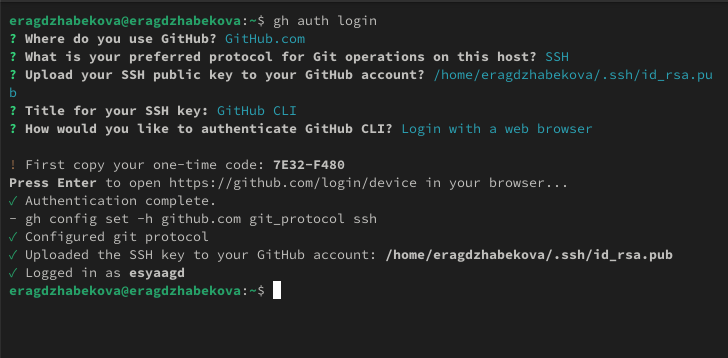 eragdzhabekova@eragdzhabekova:~$ gh auth login
? Where do you use GitHub? GitHub.com
? What is your preferred protocol for Git operations on this host? SSH
? Upload your SSH public key to your GitHub account? /home/eragdzhabekova/.ssh/id_rsa.pu
b
? Title for your SSH key: GitHub CLI
? How would you like to authenticate GitHub CLI? Login with a web browser
! First copy your one-time code: 7E32-F480
Press Enter to open https://github.com/login/device in your browser...
✓ Authentication complete.
- gh config set -h github.com git_protocol ssh
✓ Configured git protocol
✓ Uploaded the SSH key to your GitHub account: /home/eragdzhabekova/.ssh/id_rsa.pub
✓ Logged in as esyaagd
eragdzhabekova@eragdzhabekova:~$